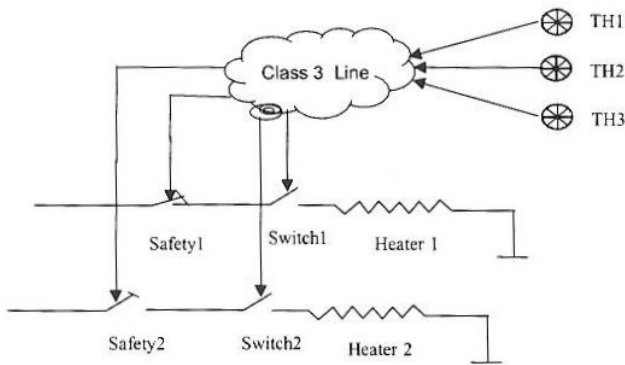 TH1
Class 3 Line
TH2
TH3
Safety1
Switch1
Heater 1
Safety2
Switch2
Heater 2